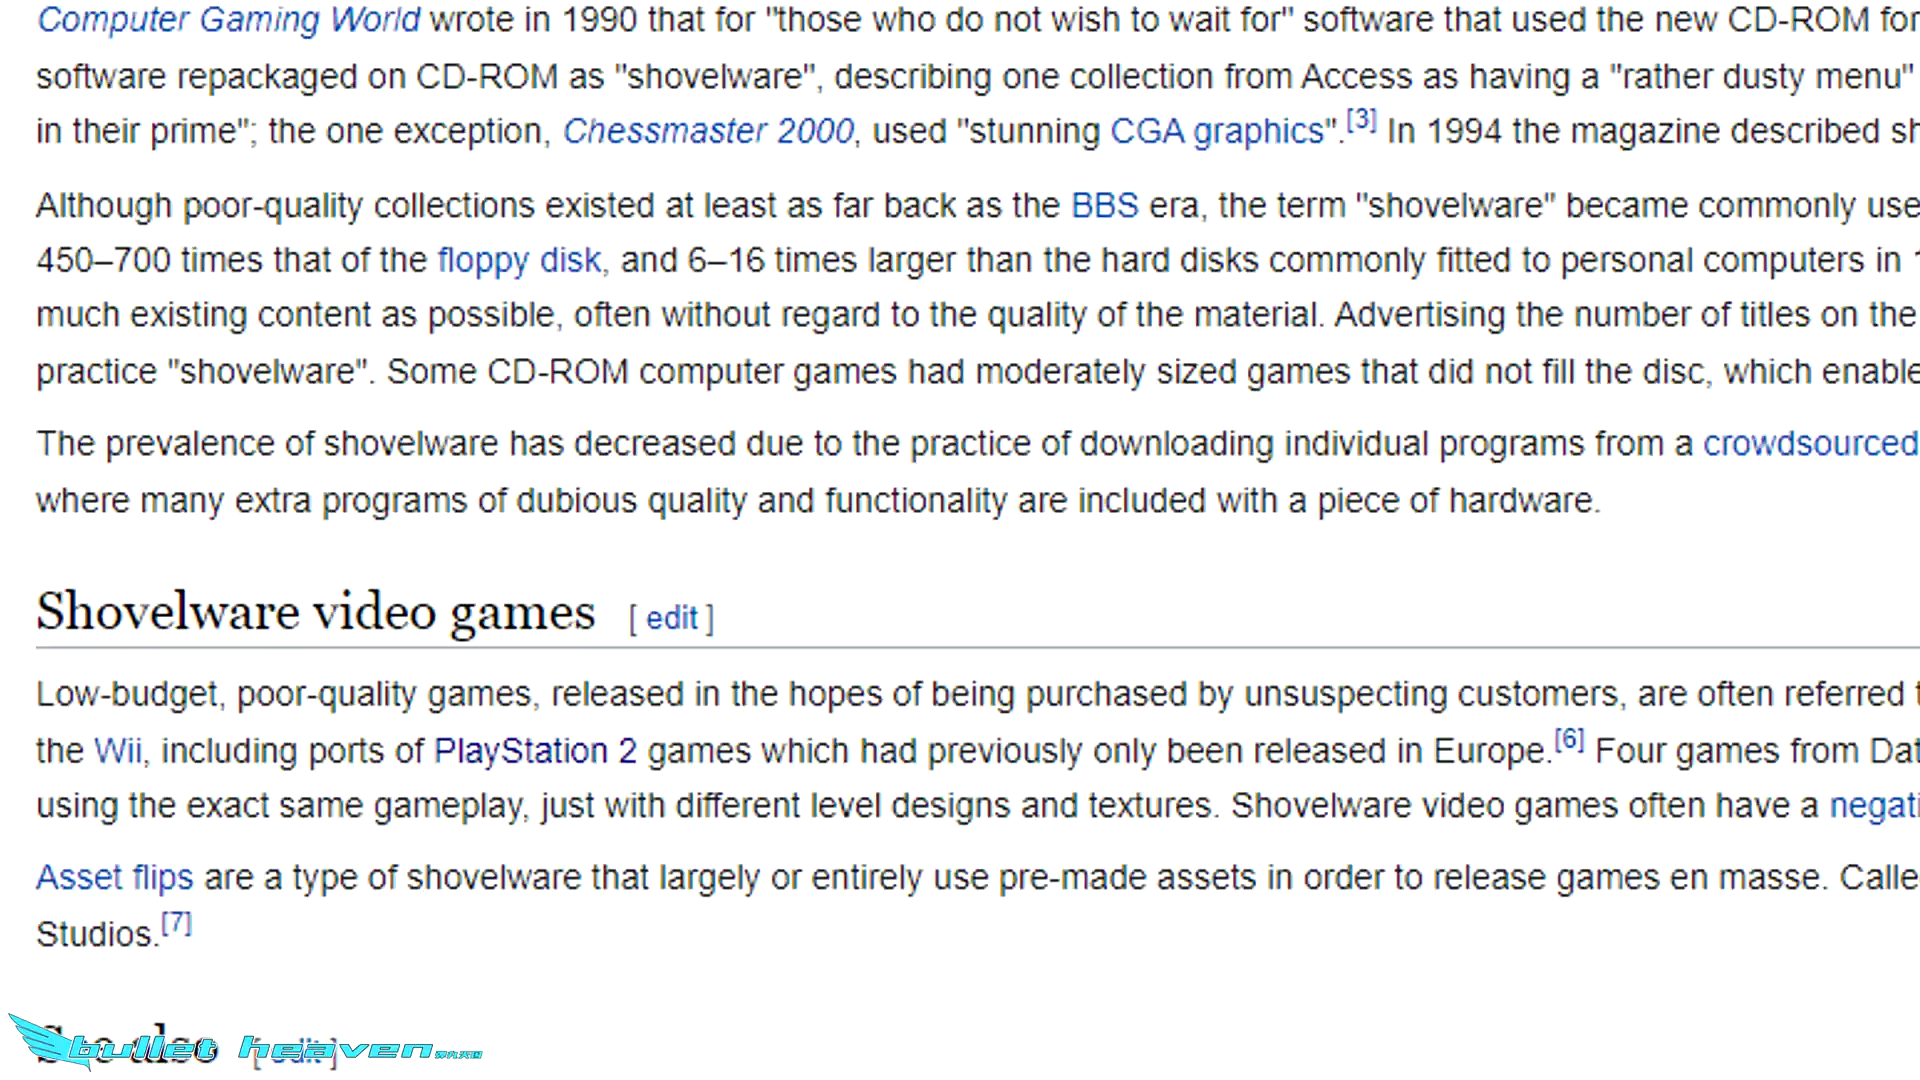 Computer Gaming World wrote in 1990 that for "those who do not wish to wait for" software that used the new CD-ROM for
software repackaged on CD-ROM as "shovelware", describing one collection from Access as having a "rather dusty menu"
in their prime"; the one exception, Chessmaster 2000, used "stunning CGA graphics".[3] In 1994 the magazine described sh
Although poor-quality collections existed at least as far back as the BBS era, the term "shovelware" became commonly use
450–700 times that of the floppy disk, and 6–16 times larger than the hard disks commonly fitted to personal computers in 1
much existing content as possible, often without regard to the quality of the material. Advertising the number of titles on the
practice "shovelware". Some CD-ROM computer games had moderately sized games that did not fill the disc, which enable
The prevalence of shovelware has decreased due to the practice of downloading individual programs from a crowdsourced
where many extra programs of dubious quality and functionality are included with a piece of hardware.
Shovelware video games [ edit ]
Low-budget, poor-quality games, released in the hopes of being purchased by unsuspecting customers, are often referred t
the Wii, including ports of PlayStation 2 games which had previously only been released in Europe.[6] Four games from Dat
using the exact same gameplay, just with different level designs and textures. Shovelware video games often have a negati
Asset flips are a type of shovelware that largely or entirely use pre-made assets in order to release games en masse. Calle
Studios.[7]
See also [ edit ]
bullet heaven